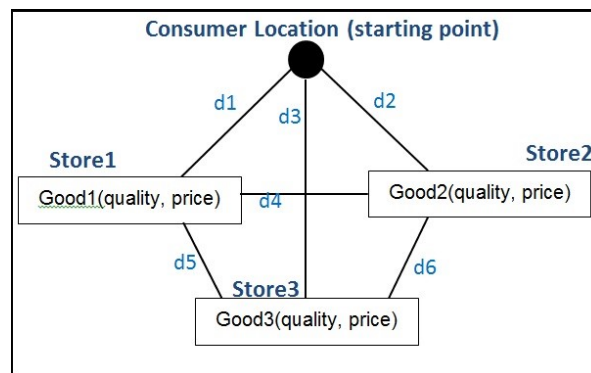 Consumer Location (starting point)
d1
d3
d2
Store1
Store2
Good1(quality, price)
d4
Good2(quality, price)
d5
Store3
d6
Good3(quality, price)